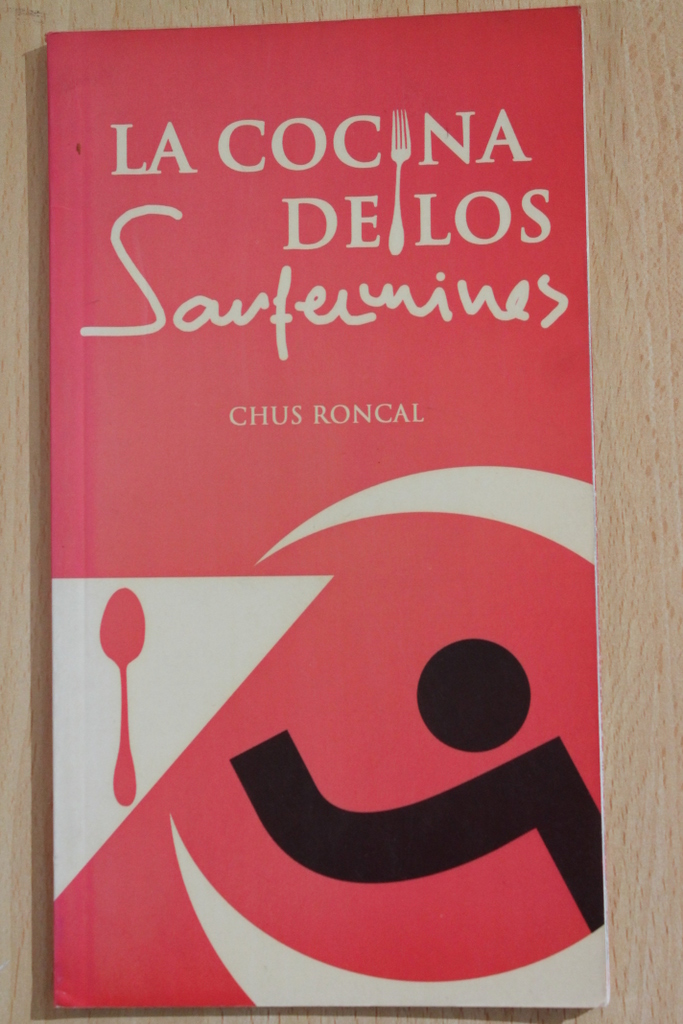 LA COCINA
DE LOS
Sanfermines
CHUS RONCAL